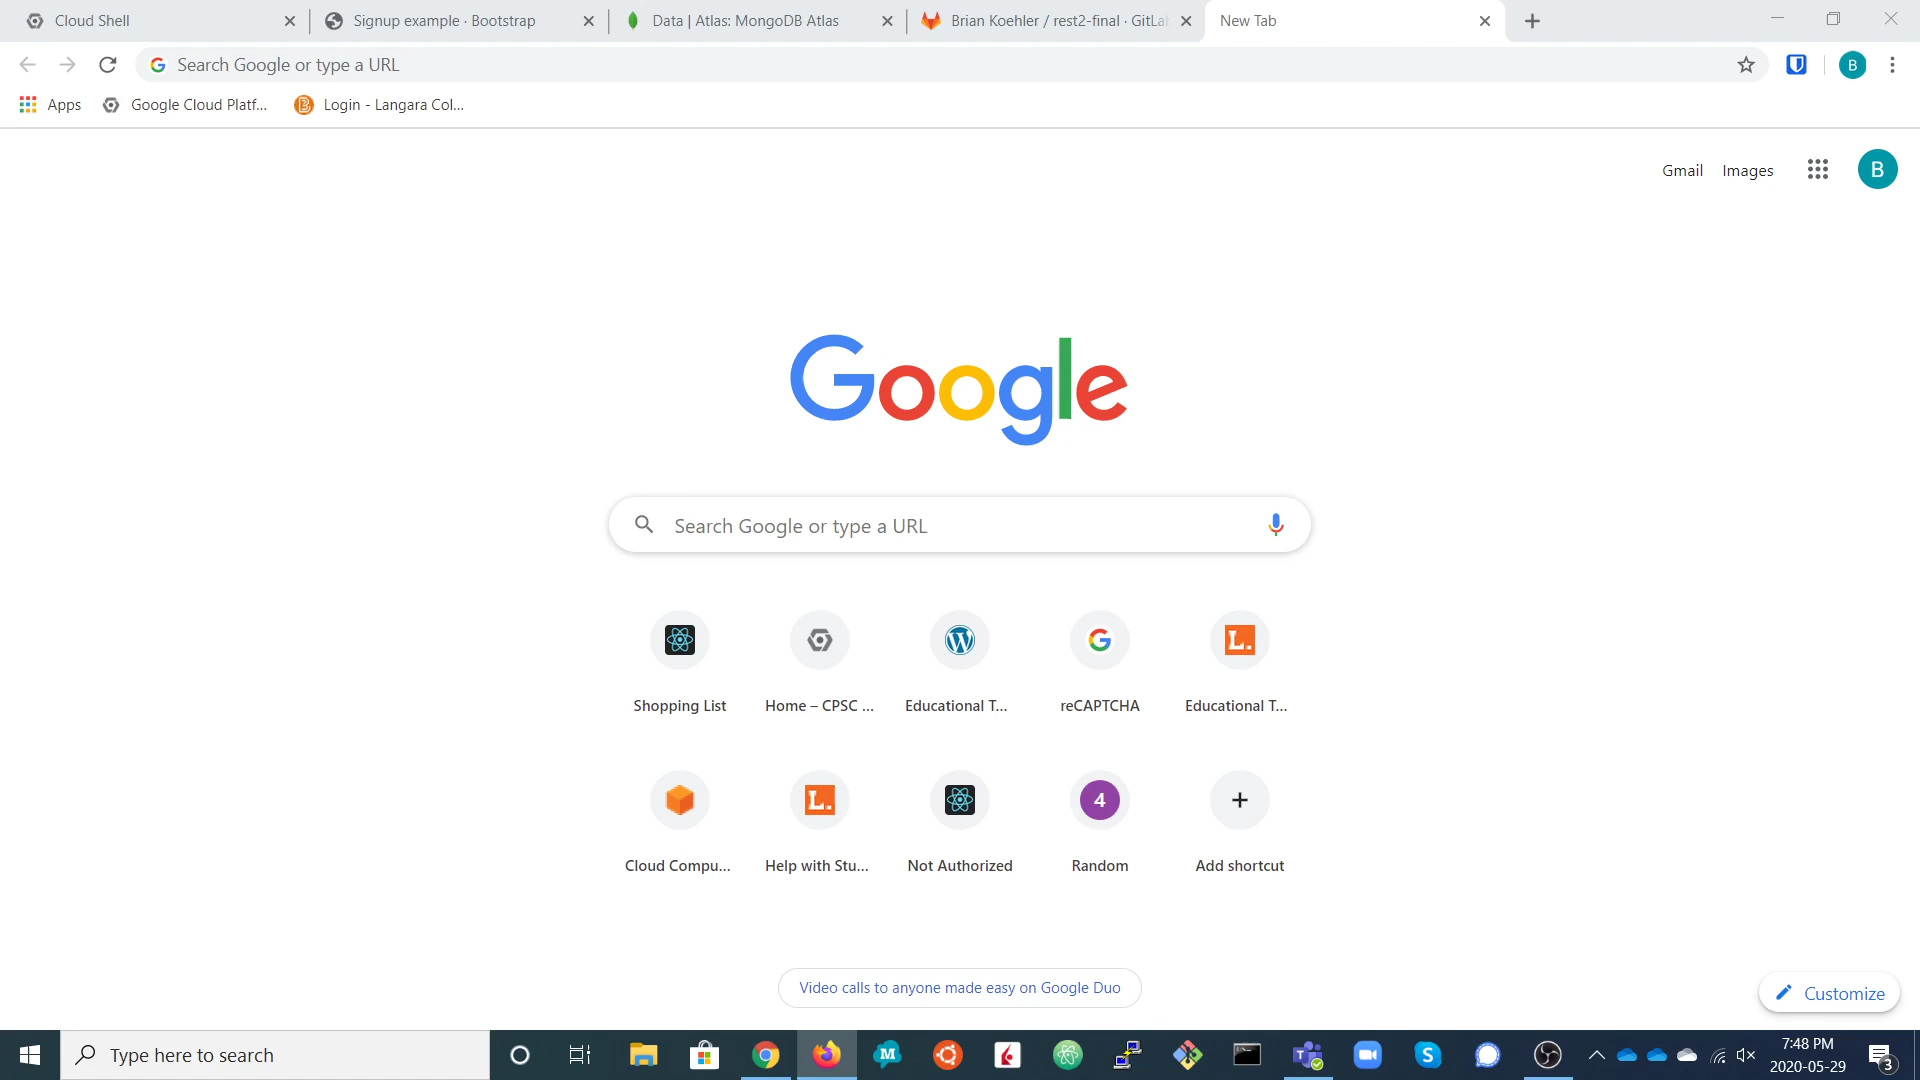 Cloud Shell
Signup example · Bootstrap
Data | Atlas: MongoDB Atlas
Brian Koehler / rest2-final · GitLab
New Tab
Search Google or type a URL
B
Apps
Google Cloud Platf...
Login - Langara Col...
Gmail
Images
B
Google
Search Google or type a URL
Shopping List
Home – CPSC ...
Educational T...
reCAPTCHA
Educational T...
4
Cloud Compu...
Help with Stu...
Not Authorized
Random
Add shortcut
Video calls to anyone made easy on Google Duo
Customize
Type here to search
7:48 PM
2020-05-29
3